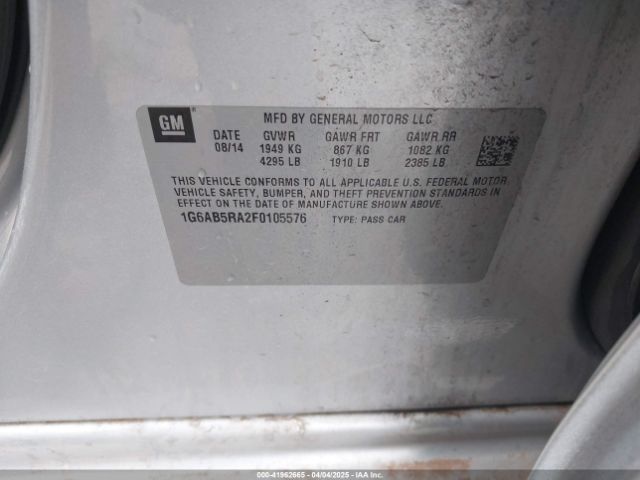 GM
MFD BY GENERAL MOTORS LLC
DATE GVWR GAWR FRT GAWR RR
08/14 1949 KG 867 KG 1082 KG
4295 LB 1910 LB 2385 LB
THIS VEHICLE CONFORMS TO ALL APPLICABLE U.S. FEDERAL MOTOR
VEHICLE SAFETY, BUMPER, AND THEFT PREVENTION STANDARDS IN
EFFECT ON THE DATE OF MANUFACTURE SHOWN ABOVE.
1G6AB5RA2F0105576 TYPE: PASS CAR
000-41962665 - 04/04/2025 - IAAI.COM